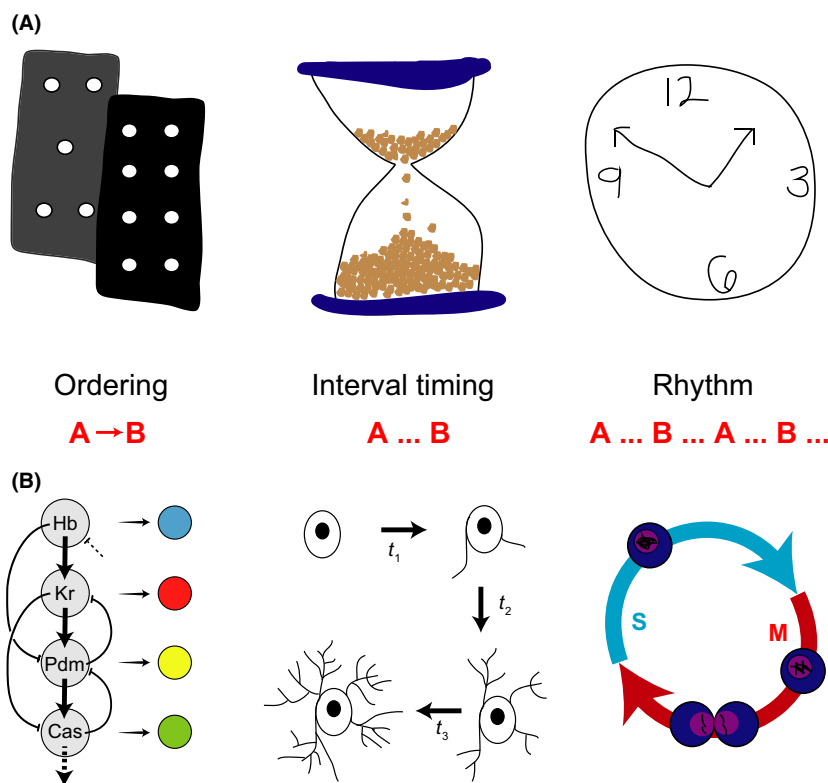 (A)
12
9
3
6
Ordering
Interval timing
Rhythm
A → B
A ... B
A ... B ... A ... B ...
(B)
Hb
Kr
Pdm
Cas
t1
t2
t3
S
M